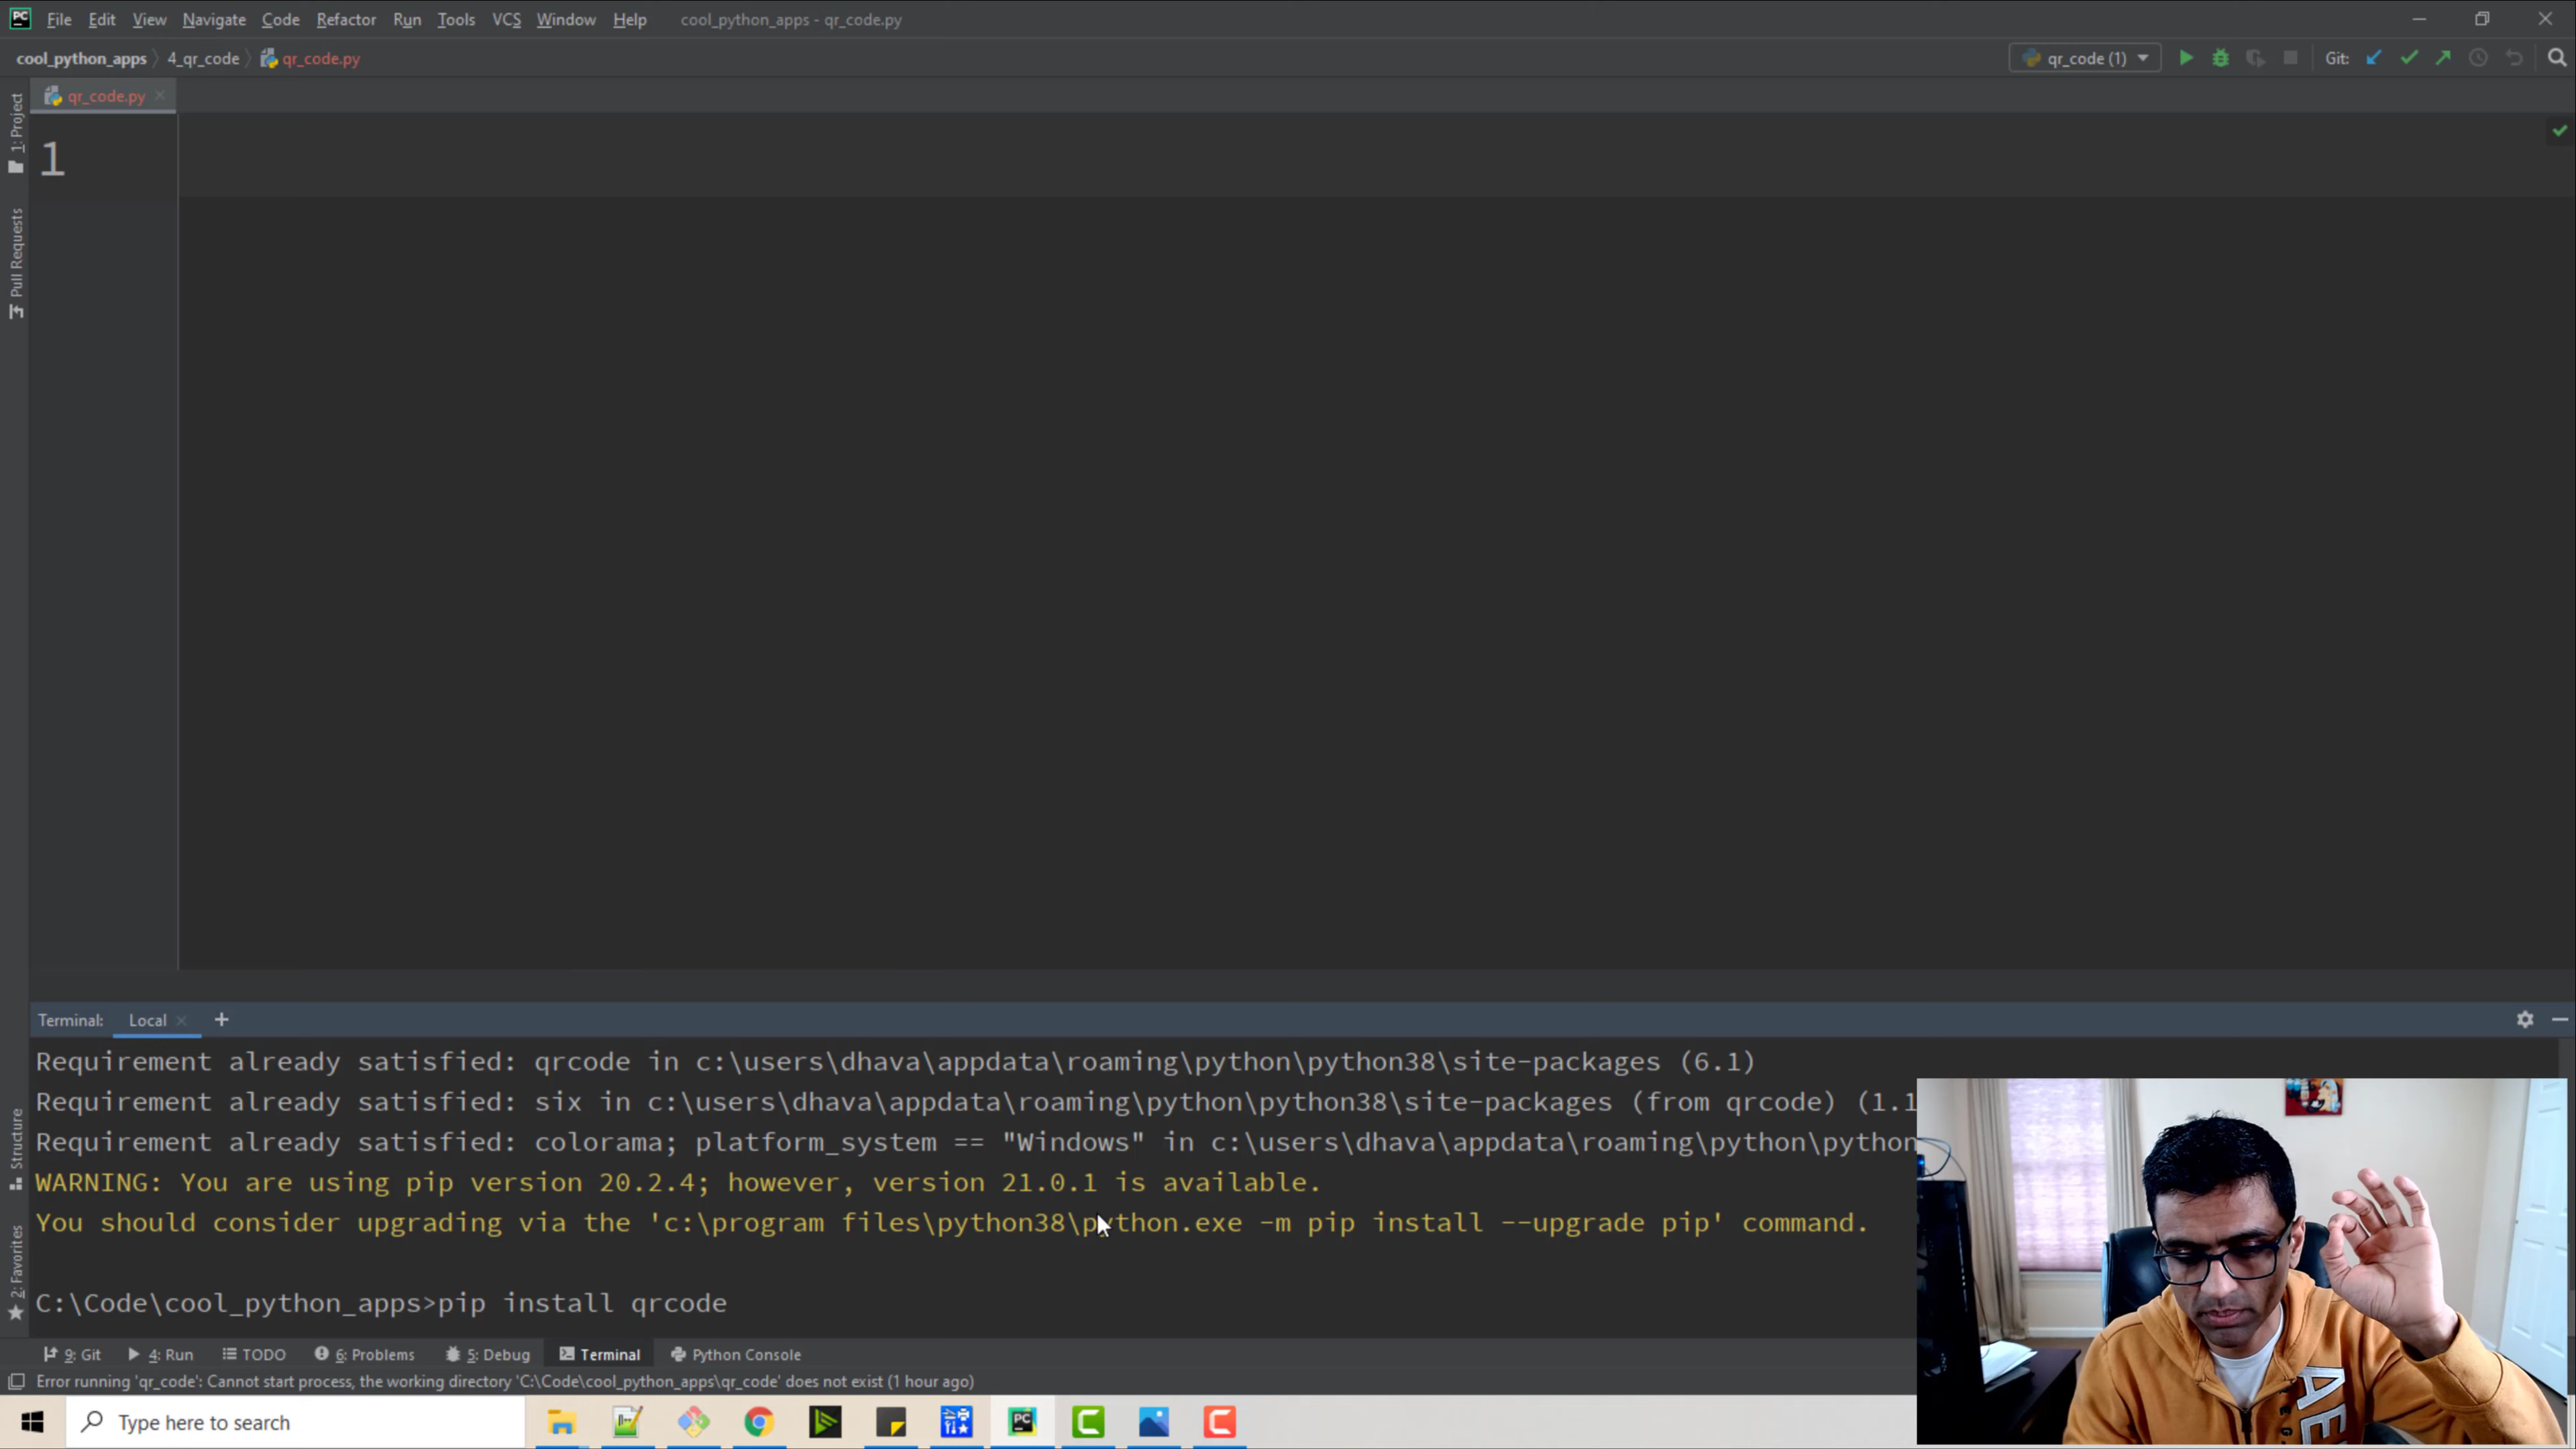 PC File Edit View Navigate Code Refactor Run Tools VCS Window Help cool_python_apps - qr_code.py
cool_python_apps 4_qr_code qr_code.py qr_code (1) Git:
qr_code.py
1: Project
1
Pull Requests
Terminal: Local +
Requirement already satisfied: qrcode in c:\users\dhava\appdata\roaming\python\python38\site-packages (6.1)
Requirement already satisfied: six in c:\users\dhava\appdata\roaming\python\python38\site-packages (from qrcode) (1.1
Requirement already satisfied: colorama; platform_system == "Windows" in c:\users\dhava\appdata\roaming\python\python
WARNING: You are using pip version 20.2.4; however, version 21.0.1 is available.
You should consider upgrading via the 'c:\program files\python38\python.exe -m pip install --upgrade pip' command.
Structure
2: Favorites
C:\Code\cool_python_apps>pip install qrcode
9: Git 4: Run TODO 6: Problems 5: Debug Terminal Python Console
Error running 'qr_code': Cannot start process, the working directory 'C:\Code\cool_python_apps\qr_code' does not exist (1 hour ago)
Type here to search PC